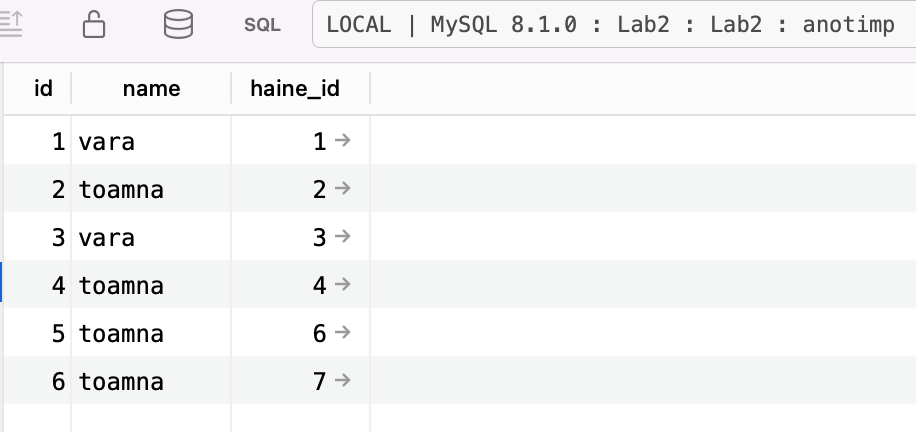 SQL LOCAL | MySQL 8.1.0 : Lab2 : Lab2 : anotimp
id name haine_id
1 vara 1 →
2 toamna 2 →
3 vara 3 →
4 toamna 4 →
5 toamna 6 →
6 toamna 7 →